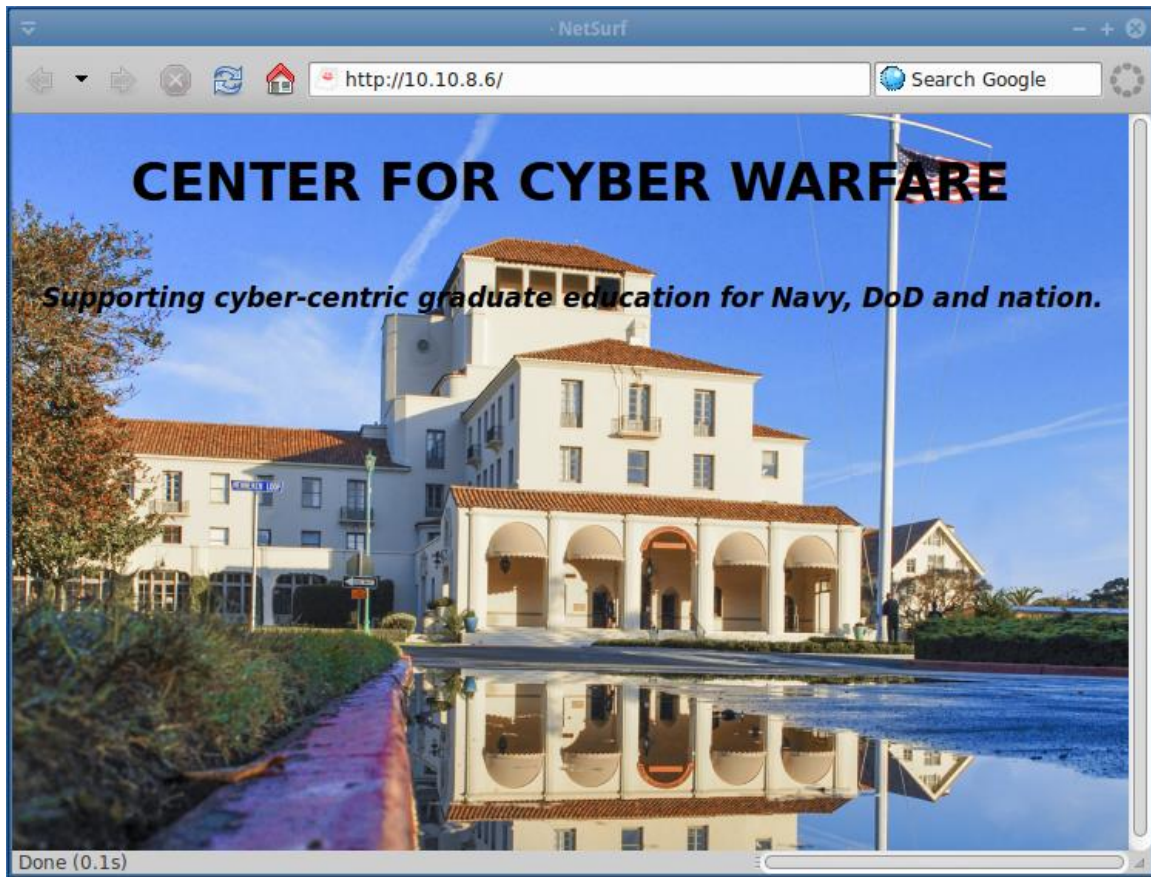 NetSurf
http://10.10.8.6/
Search Google
CENTER FOR CYBER WARFARE
Supporting cyber-centric graduate education for Navy, DoD and nation.
Done (0.1s)